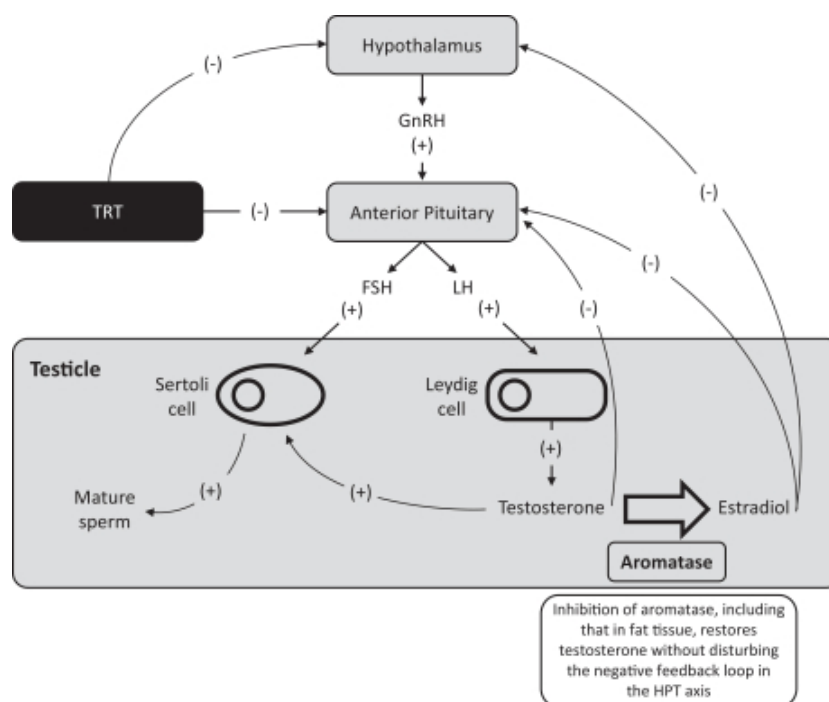 Hypothalamus
(-)
GnRH
(+)
TRT
(-)
Anterior Pituitary
(-)
(-)
(-)
FSH
LH
(+)
(+)
Testicle
Sertoli
cell
Leydig
cell
(+)
(+)
(+)
Mature
sperm
Testosterone
Estradiol
Aromatase
Inhibition of aromatase, including
that in fat tissue, restores
testosterone without disturbing
the negative feedback loop in
the HPT axis